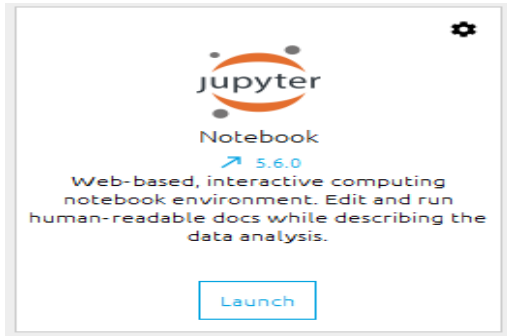 jupyter
Notebook
5.6.0
Web-based, interactive computing
notebook environment. Edit and run
human-readable docs while describing the
data analysis.
Launch